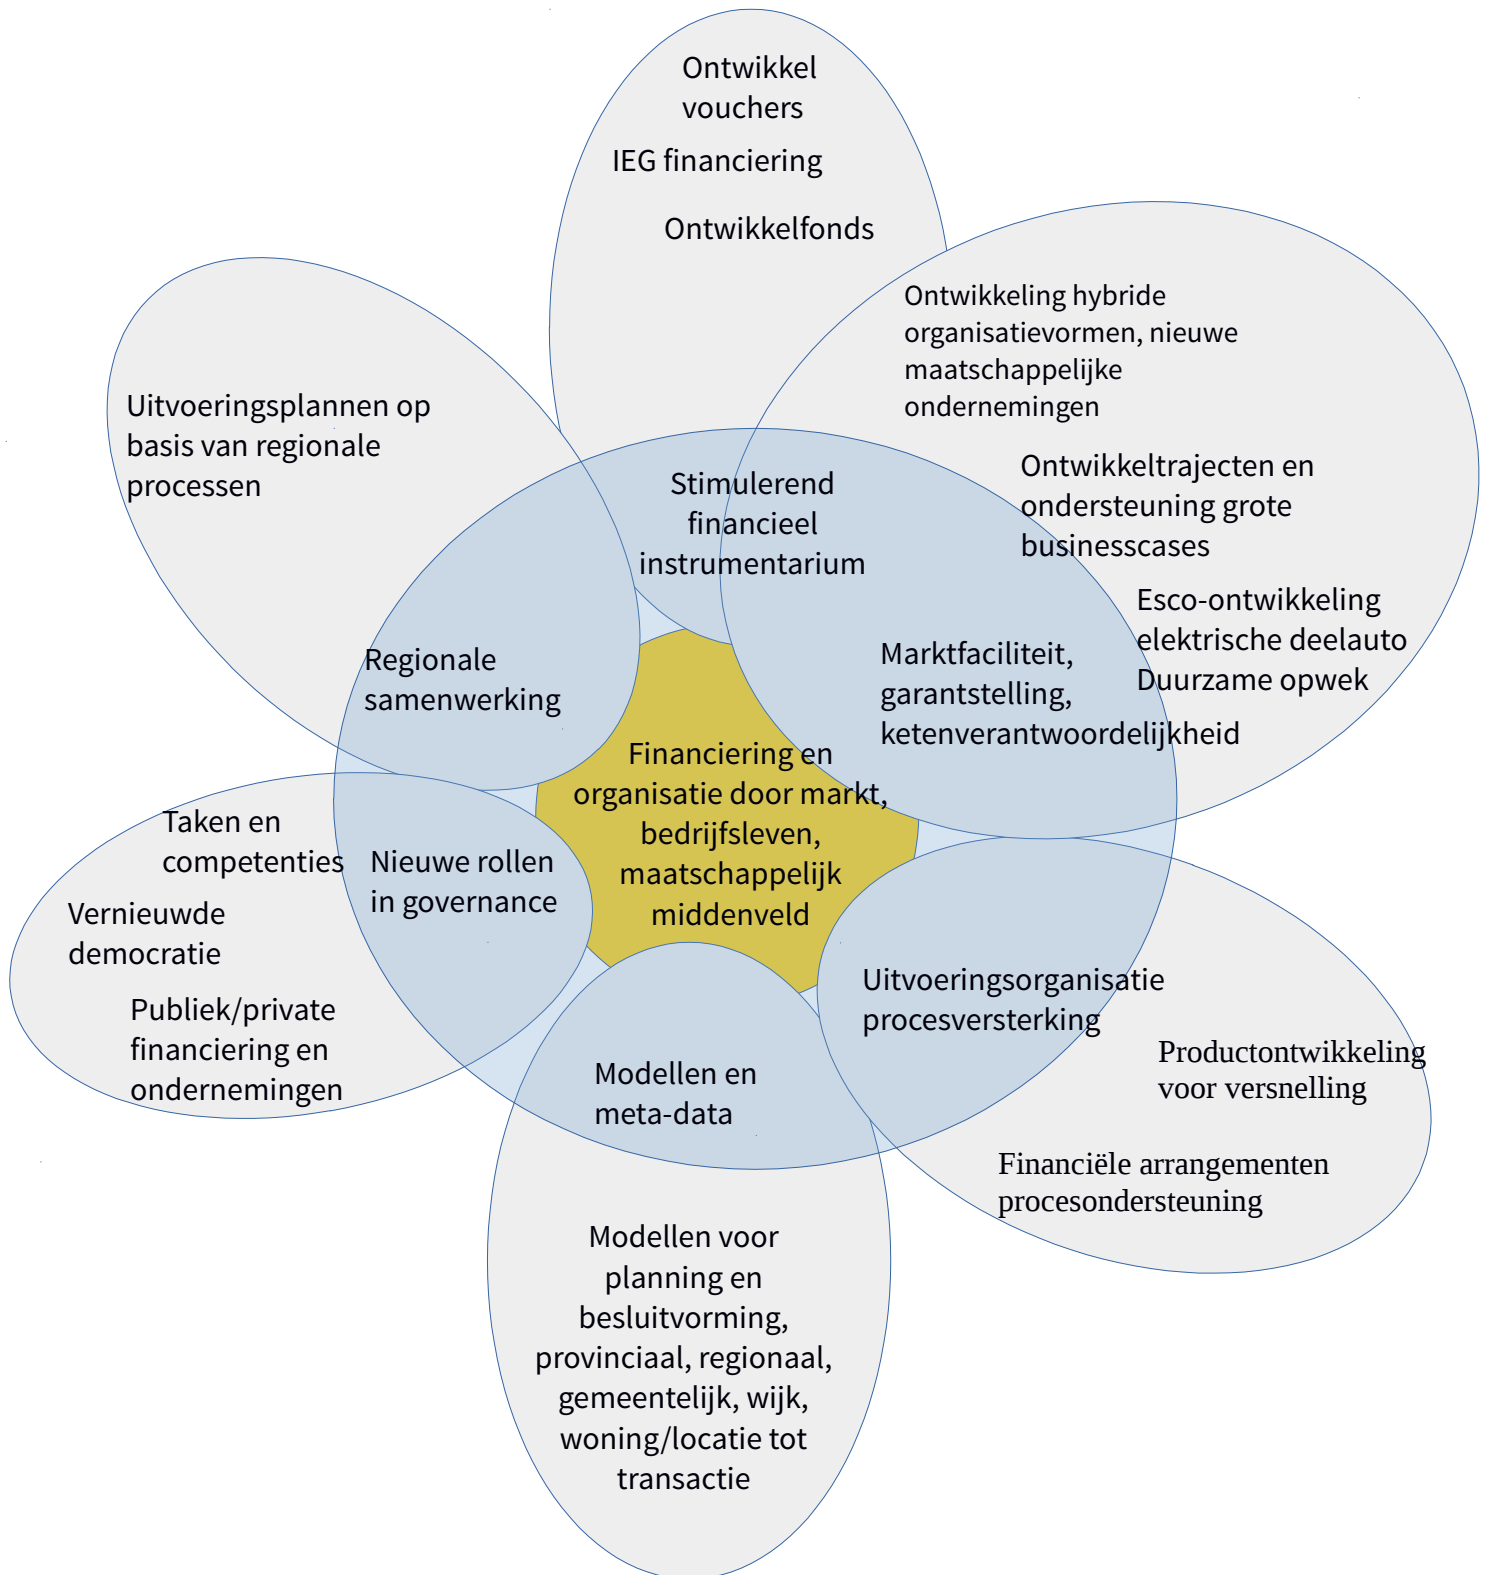 Ontwikkel
vouchers
IEG financiering
Ontwikkelfonds
Ontwikkeling hybride
organisatievormen, nieuwe
maatschappelijke
ondernemingen
Uitvoeringsplannen op
basis van regionale
processen
Ontwikkeltrajecten en
ondersteuning grote
businesscases
Stimulerend
financieel
instrumentarium
Esco-ontwikkeling
elektrische deelauto
Duurzame opwek
Regionale
samenwerking
Marktfaciliteit,
garantstelling,
ketenverantwoordelijkheid
Financiering en
organisatie door markt,
bedrijfsleven,
maatschappelijk
middenveld
Taken en
competenties
Nieuwe rollen
in governance
Vernieuwde
democratie
Publiek/private
financiering en
ondernemingen
Uitvoeringsorganisatie
procesversterking
Productontwikkeling
voor versnelling
Modellen en
meta-data
Financiële arrangementen
procesondersteuning
Modellen voor
planning en
besluitvorming,
provinciaal, regionaal,
gemeentelijk, wijk,
woning/locatie tot
transactie